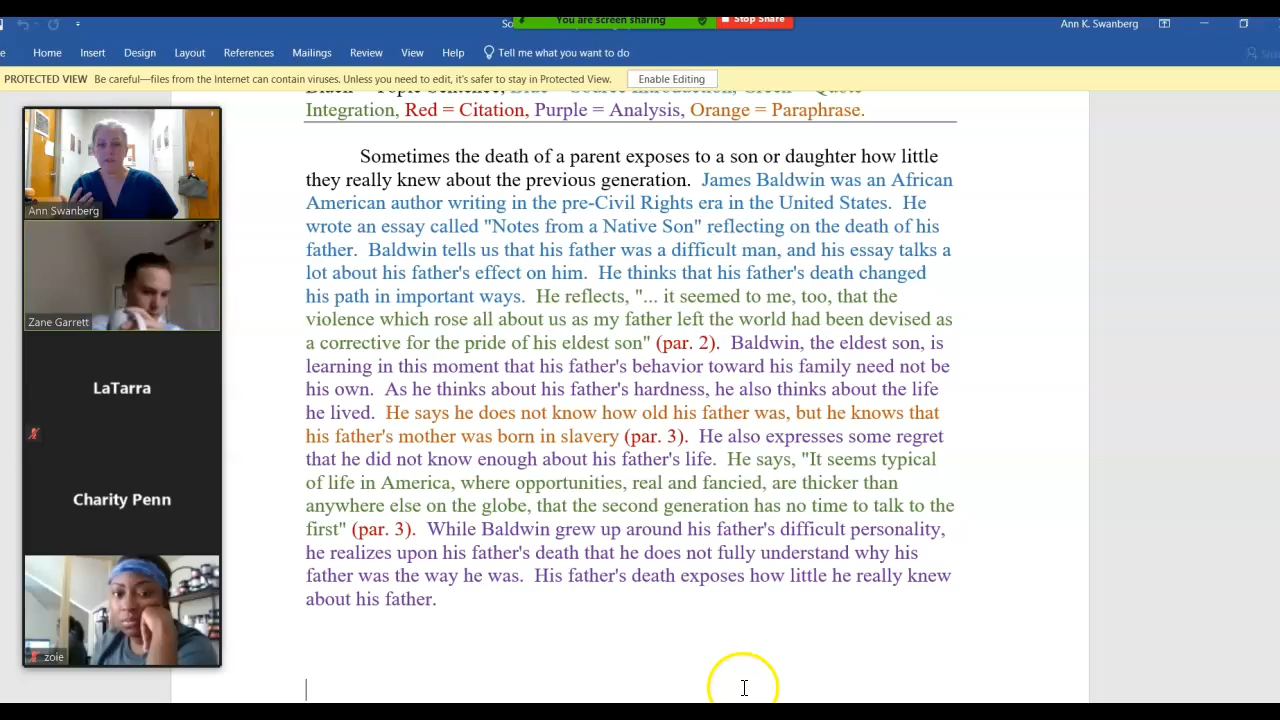 You are screen sharing
Stop Share
So
Ann K. Swanberg
Home Insert Design Layout References Mailings Review View Help Tell me what you want to do
PROTECTED VIEW Be careful—files from the Internet can contain viruses. Unless you need to edit, it's safer to stay in Protected View. Enable Editing
Black = Topic Sentence, Blue = Source Introduction, Green = Quote
Integration, Red = Citation, Purple = Analysis, Orange = Paraphrase.
Sometimes the death of a parent exposes to a son or daughter how little
they really knew about the previous generation. James Baldwin was an African
American author writing in the pre-Civil Rights era in the United States. He
wrote an essay called "Notes from a Native Son" reflecting on the death of his
father. Baldwin tells us that his father was a difficult man, and his essay talks a
lot about his father's effect on him. He thinks that his father's death changed
his path in important ways. He reflects, "... it seemed to me, too, that the
violence which rose all about us as my father left the world had been devised as
a corrective for the pride of his eldest son" (par. 2). Baldwin, the eldest son, is
learning in this moment that his father's behavior toward his family need not be
his own. As he thinks about his father's hardness, he also thinks about the life
he lived. He says he does not know how old his father was, but he knows that
his father's mother was born in slavery (par. 3). He also expresses some regret
that he did not know enough about his father's life. He says, "It seems typical
of life in America, where opportunities, real and fancied, are thicker than
anywhere else on the globe, that the second generation has no time to talk to the
first" (par. 3). While Baldwin grew up around his father's difficult personality,
he realizes upon his father's death that he does not fully understand why his
father was the way he was. His father's death exposes how little he really knew
about his father.
Ann Swanberg
Zane Garrett
LaTarra
Charity Penn
zoie